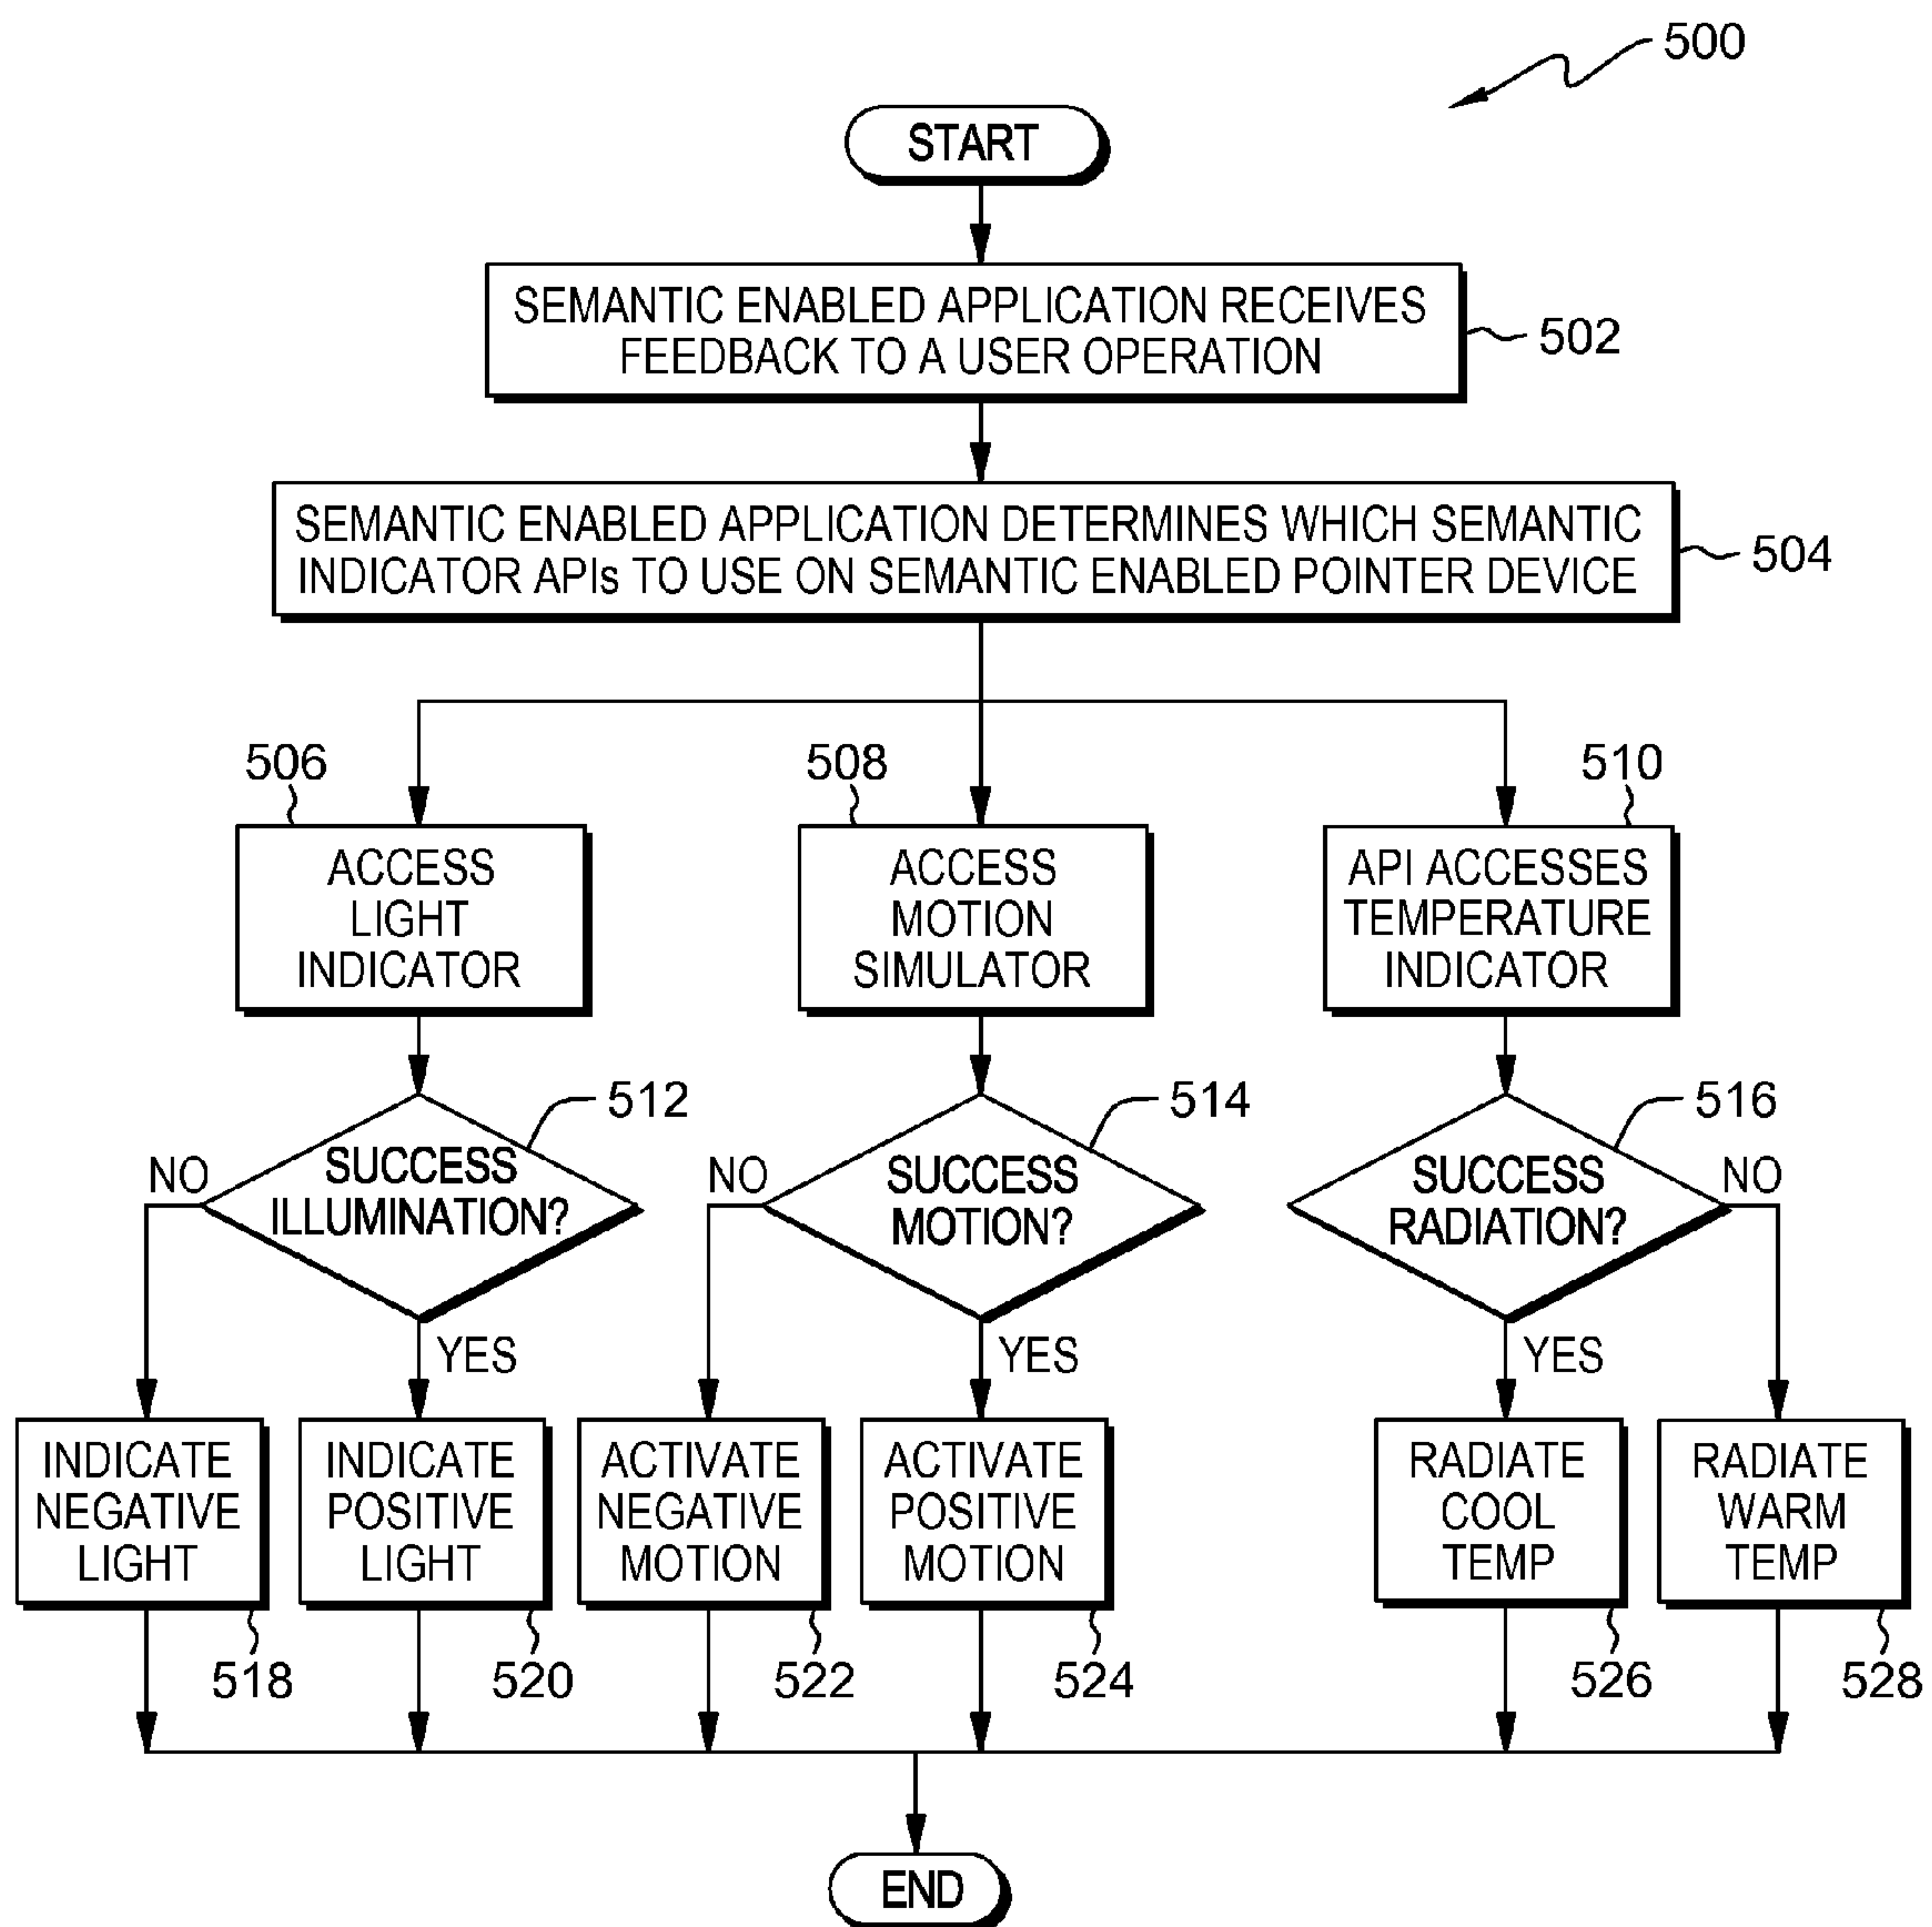 500
START
SEMANTIC ENABLED APPLICATION RECEIVES
FEEDBACK TO A USER OPERATION
502
SEMANTIC ENABLED APPLICATION DETERMINES WHICH SEMANTIC
INDICATOR APIs TO USE ON SEMANTIC ENABLED POINTER DEVICE
504
506
ACCESS
LIGHT
INDICATOR
508
ACCESS
MOTION
SIMULATOR
510
API ACCESSES
TEMPERATURE
INDICATOR
512
SUCCESS
ILLUMINATION?
NO
YES
514
SUCCESS
MOTION?
NO
YES
516
SUCCESS
RADIATION?
NO
YES
INDICATE
NEGATIVE
LIGHT
518
INDICATE
POSITIVE
LIGHT
520
ACTIVATE
NEGATIVE
MOTION
522
ACTIVATE
POSITIVE
MOTION
524
RADIATE
COOL
TEMP
526
RADIATE
WARM
TEMP
528
END